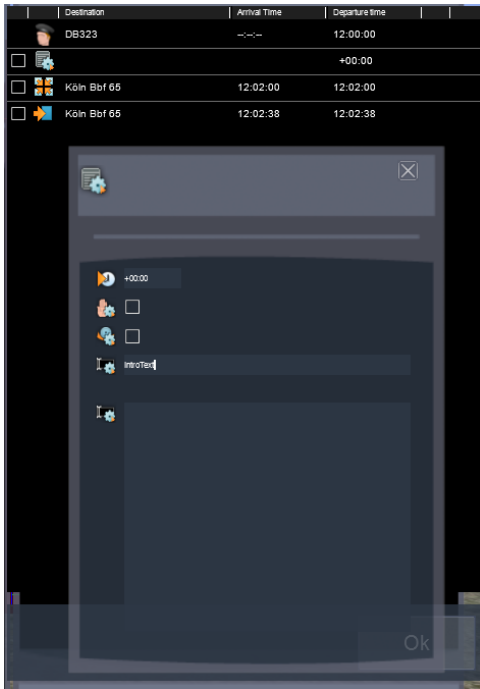 Destination Arrival Time Departure time
DB323 --:--:-- 12:00:00
+00:00
Köln Bbf 65 12:02:00 12:02:00
Köln Bbf 65 12:02:38 12:02:38
+00:00
IntroText
Ok